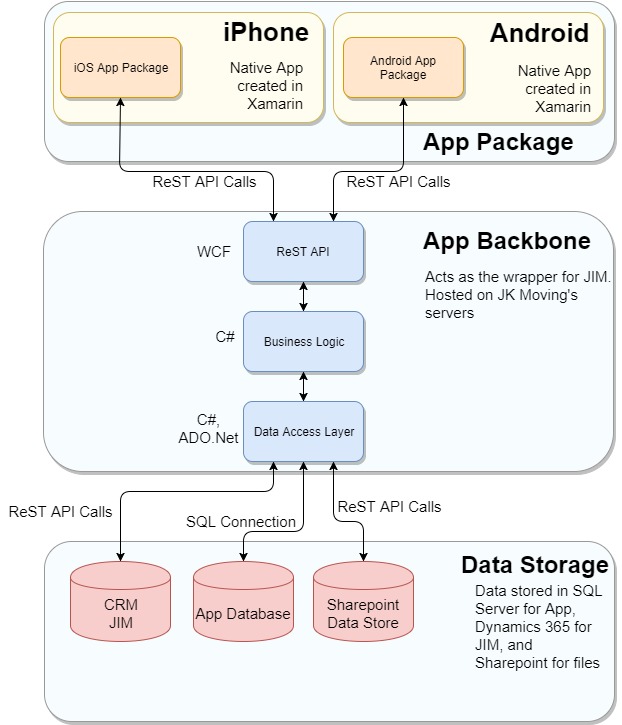 iPhone
iOS App Package
Native App
created in
Xamarin
Android
Android App
Package
Native App
created in
Xamarin
App Package
ReST API Calls
ReST API Calls
App Backbone
WCF
ReST API
Acts as the wrapper for JIM.
Hosted on JK Moving's
servers
C#
Business Logic
C#,
ADO.Net
Data Access Layer
ReST API Calls
SQL Connection
ReST API Calls
Data Storage
CRM
JIM
App Database
Sharepoint
Data Store
Data stored in SQL
Server for App,
Dynamics 365 for
JIM, and
Sharepoint for files